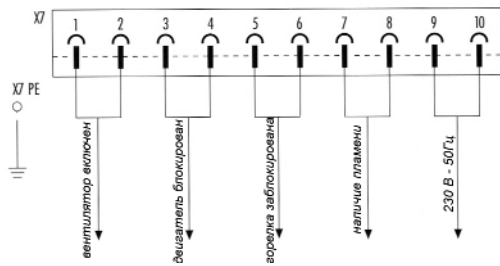 X7
1 2 3 4 5 6 7 8 9 10
X7 PE
вентилятор включен
двигатель блокирован
горелка заблокирована
наличие пламени
230 В - 50Гц